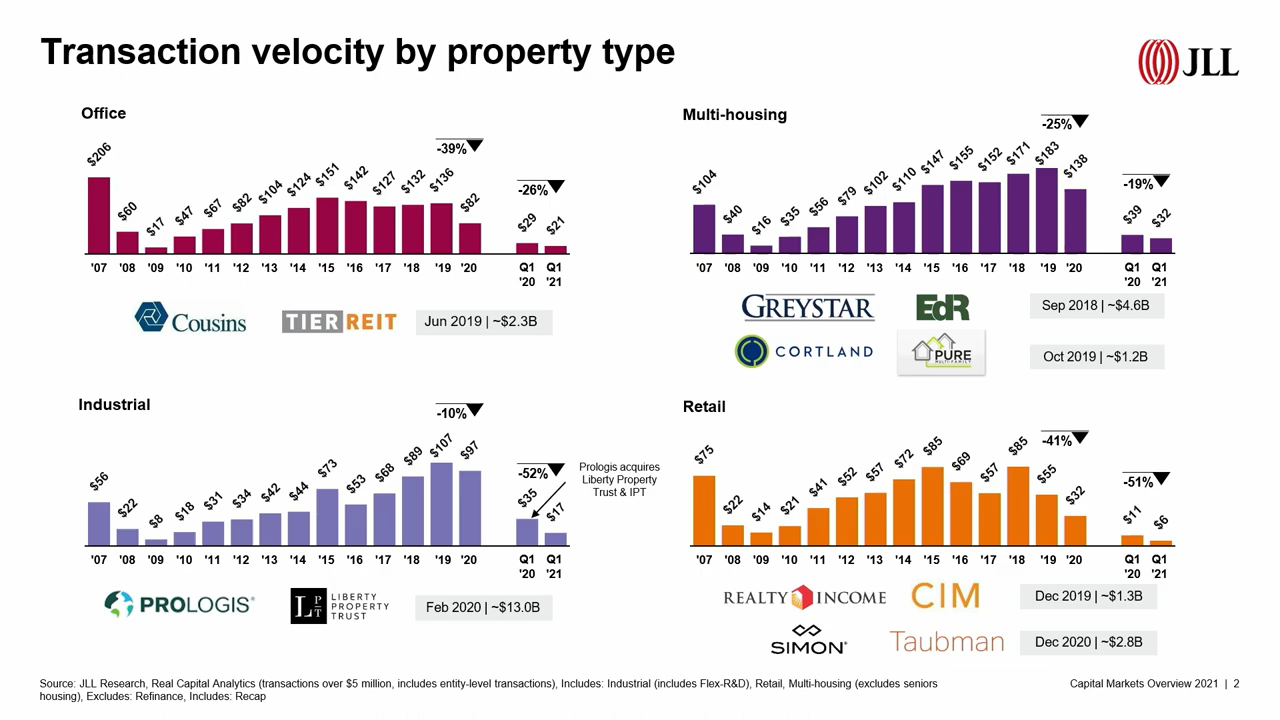 Transaction velocity by property type
JLL
Office
-39%
-26%
$206 $60 $17 $47 $67 $82 $104 $124 $151 $142 $127 $132 $136 $82 $29 $21
'07 '08 '09 '10 '11 '12 '13 '14 '15 '16 '17 '18 '19 '20 Q1 '20 Q1 '21
Cousins
TIER REIT
Jun 2019 | ~$2.3B
Multi-housing
-25%
-19%
$104 $40 $16 $35 $56 $79 $102 $110 $147 $155 $152 $171 $183 $138 $39 $32
'07 '08 '09 '10 '11 '12 '13 '14 '15 '16 '17 '18 '19 '20 Q1 '20 Q1 '21
GREYSTAR
EdR
Sep 2018 | ~$4.6B
CORTLAND
PURE
MULTI-FAMILY
Oct 2019 | ~$1.2B
Industrial
-10%
-52%
Prologis acquires
Liberty Property
Trust & IPT
$56 $22 $8 $18 $31 $34 $42 $44 $73 $53 $68 $89 $107 $97 $35 $17
'07 '08 '09 '10 '11 '12 '13 '14 '15 '16 '17 '18 '19 '20 Q1 '20 Q1 '21
PROLOGIS®
LPT
LIBERTY
PROPERTY
TRUST
Feb 2020 | ~$13.0B
Retail
-41%
-51%
$75 $22 $14 $21 $41 $52 $57 $72 $85 $69 $57 $85 $55 $32 $11 $6
'07 '08 '09 '10 '11 '12 '13 '14 '15 '16 '17 '18 '19 '20 Q1 '20 Q1 '21
REALTY INCOME
CIM
Dec 2019 | ~$1.3B
SIMON®
Taubman
Dec 2020 | ~$2.8B
Source: JLL Research, Real Capital Analytics (transactions over $5 million, includes entity-level transactions), Includes: Industrial (includes Flex-R&D), Retail, Multi-housing (excludes seniors
housing), Excludes: Refinance, Includes: Recap
Capital Markets Overview 2021 | 2